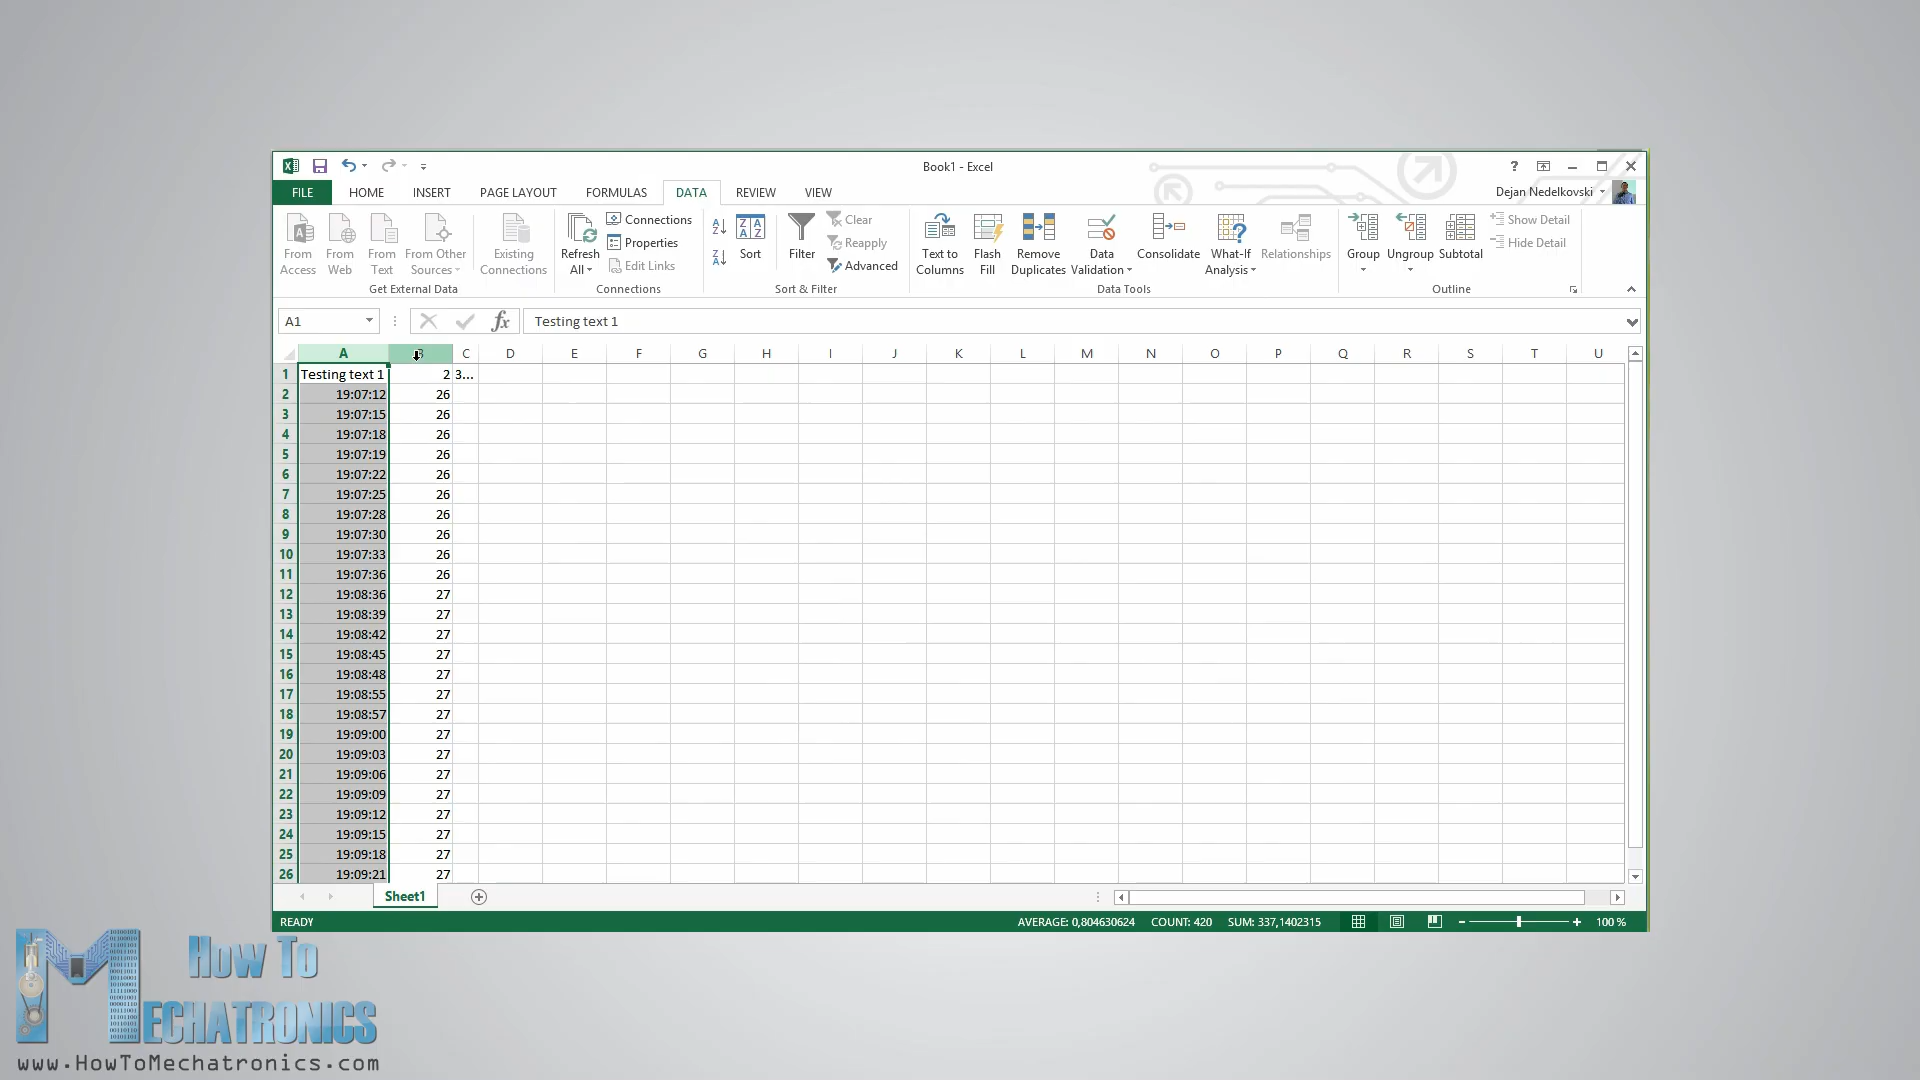 Book1 - Excel
?
FILE HOME INSERT PAGE LAYOUT FORMULAS DATA REVIEW VIEW
Dejan Nedelkovski
From Access
From Web
From Text
From Other Sources
Existing Connections
Get External Data
Refresh All
Connections
Properties
Edit Links
Connections
Sort
Filter
Clear
Reapply
Advanced
Sort & Filter
Text to Columns
Flash Fill
Remove Duplicates
Data Validation
Consolidate
What-If Analysis
Relationships
Data Tools
Group
Ungroup
Subtotal
Show Detail
Hide Detail
Outline
A1 fx Testing text 1
A B C D E F G H I J K L M N O P Q R S T U
1 Testing text 1 2 3...
2 19:07:12 26
3 19:07:15 26
4 19:07:18 26
5 19:07:19 26
6 19:07:22 26
7 19:07:25 26
8 19:07:28 26
9 19:07:30 26
10 19:07:33 26
11 19:07:36 26
12 19:08:36 27
13 19:08:39 27
14 19:08:42 27
15 19:08:45 27
16 19:08:48 27
17 19:08:55 27
18 19:08:57 27
19 19:09:00 27
20 19:09:03 27
21 19:09:06 27
22 19:09:09 27
23 19:09:12 27
24 19:09:15 27
25 19:09:18 27
26 19:09:21 27
Sheet1
READY AVERAGE: 0,804630624 COUNT: 420 SUM: 337,1402315 100 %
How To
MECHATRONICS
www.HowToMechatronics.com